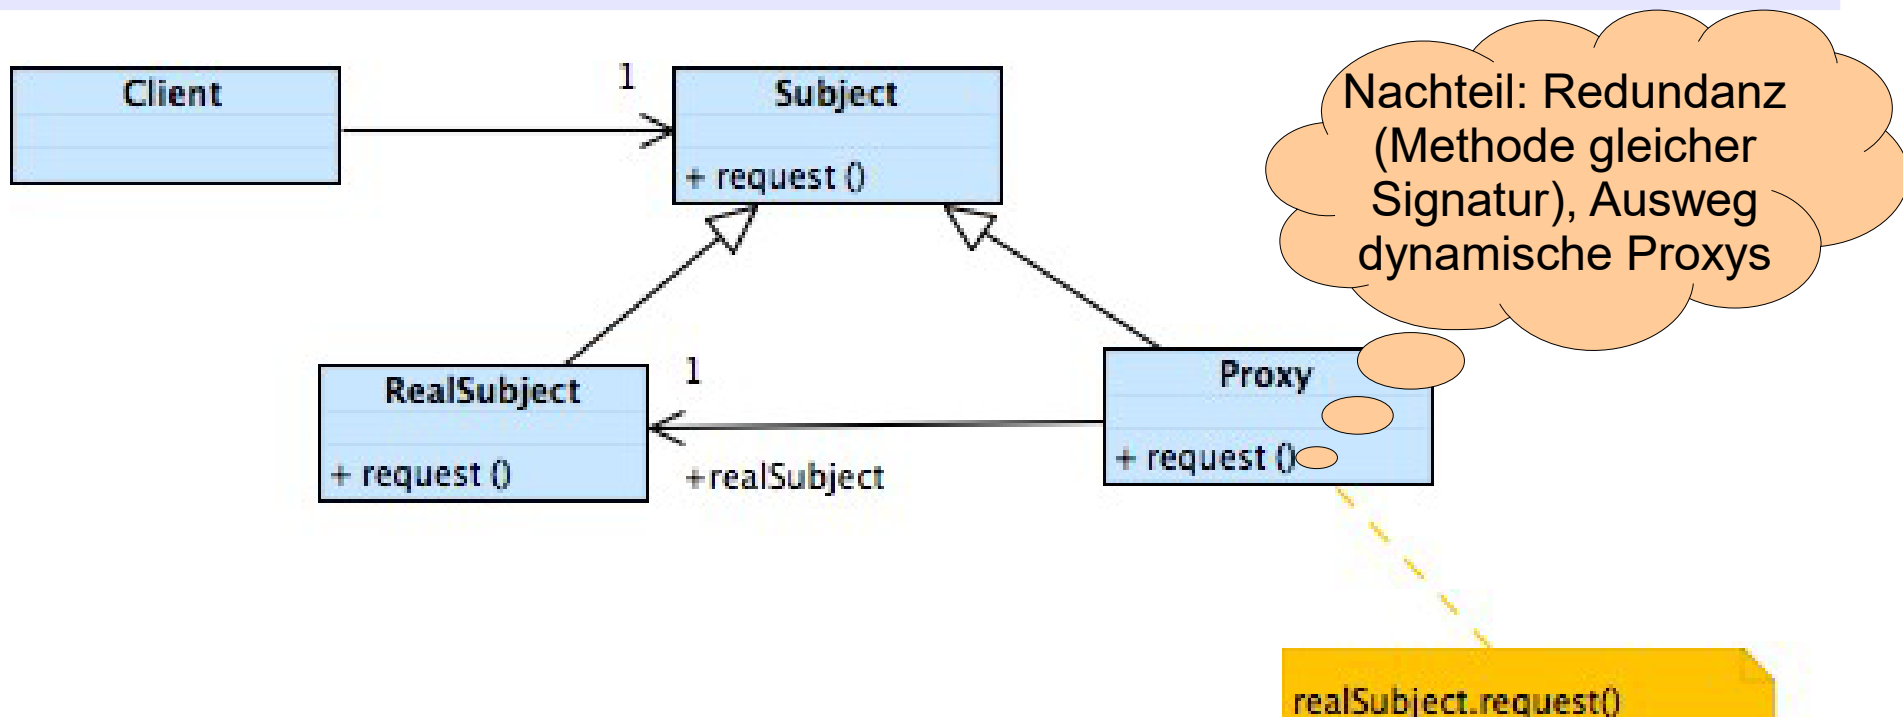 Client
1
Subject
+ request ()
Nachteil: Redundanz
(Methode gleicher
Signatur), Ausweg
dynamische Proxys
RealSubject
+ request ()
1
+realSubject
Proxy
+ request ()
realSubject.request()